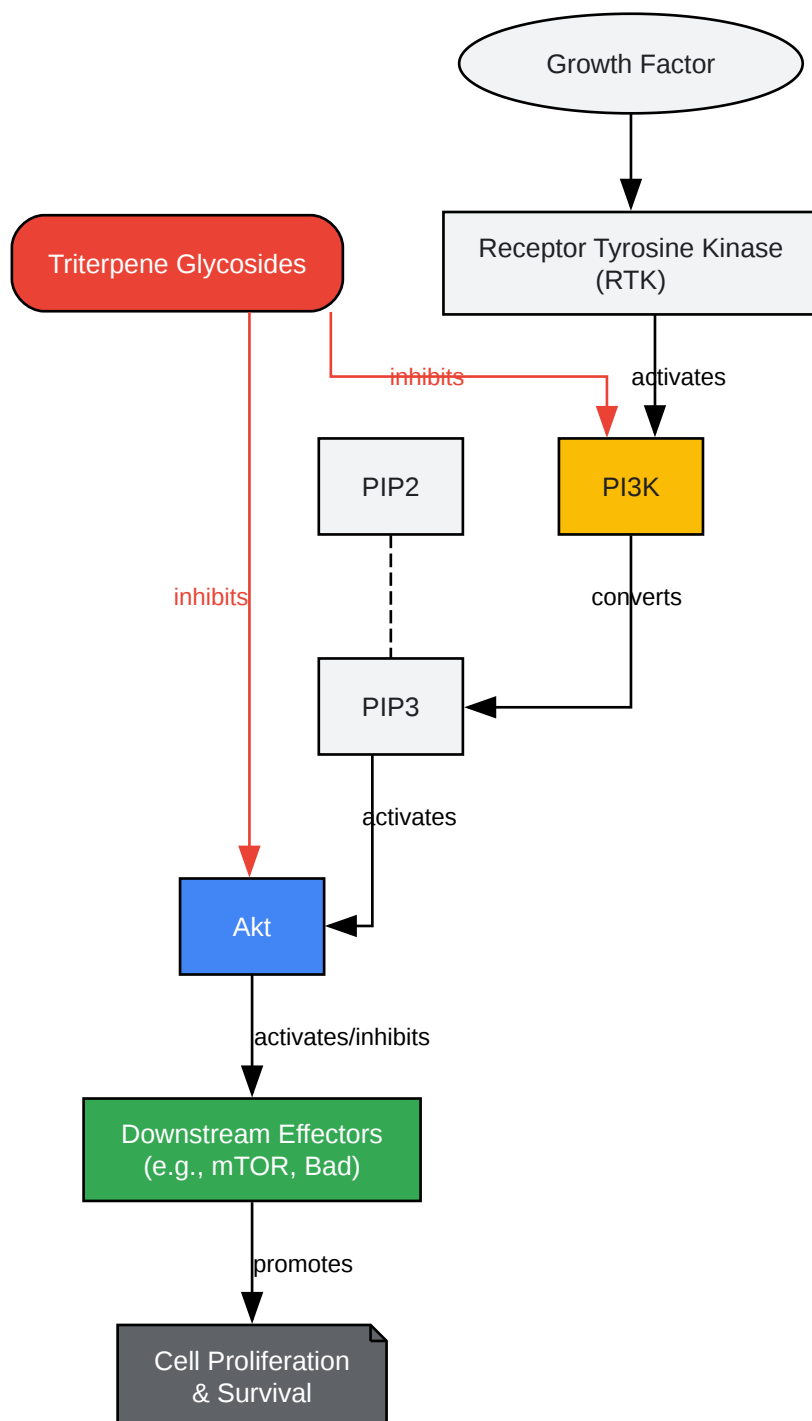 Growth Factor
Triterpene Glycosides
Receptor Tyrosine Kinase
(RTK)
inhibits
activates
PIP2
PI3K
inhibits
converts
PIP3
activates
Akt
activates/inhibits
Downstream Effectors
(e.g., mTOR, Bad)
promotes
Cell Proliferation
& Survival